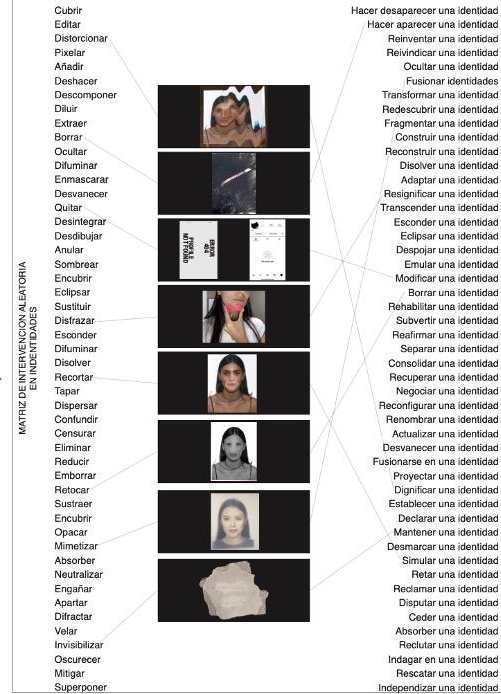 MATRIZ DE INTERVENCION ALEATORIA
EN INDENTIDADES
Cubrir
Editar
Distorcionar
Pixelar
Añadir
Deshacer
Descomponer
Diluir
Extraer
Borrar
Ocultar
Difuminar
Enmascarar
Desvanecer
Quitar
Desintegrar
Desdibujar
Anular
Sombrear
Encubrir
Eclipsar
Sustituir
Disfrazar
Esconder
Difuminar
Disolver
Recortar
Tapar
Dispersar
Confundir
Censurar
Eliminar
Reducir
Emborrar
Retocar
Sustraer
Encubrir
Opacar
Mimetizar
Absorber
Neutralizar
Engañar
Apartar
Difractar
Velar
Invisibilizar
Oscurecer
Mitigar
Superponer
ERROR
404
PROFILE
NOT FOUND
Hacer desaparecer una identidad
Hacer aparecer una identidad
Reinventar una identidad
Reivindicar una identidad
Ocultar una identidad
Fusionar identidades
Transformar una identidad
Redescubrir una identidad
Fragmentar una identidad
Construir una identidad
Reconstruir una identidad
Disolver una identidad
Adaptar una identidad
Resignificar una identidad
Transcender una identidad
Esconder una identidad
Eclipsar una identidad
Despojar una identidad
Emular una identidad
Modificar una identidad
Borrar una identidad
Rehabilitar una identidad
Subvertir una identidad
Reafirmar una identidad
Separar una identidad
Consolidar una identidad
Recuperar una identidad
Negociar una identidad
Reconfigurar una identidad
Renombrar una identidad
Actualizar una identidad
Desvanecer una identidad
Fusionarse en una identidad
Proyectar una identidad
Dignificar una identidad
Establecer una identidad
Declarar una identidad
Mantener una identidad
Desmarcar una identidad
Simular una identidad
Retar una identidad
Reclamar una identidad
Disputar una identidad
Ceder una identidad
Absorber una identidad
Reclutar una identidad
Indagar en una identidad
Rescatar una identidad
Independizar una identidad